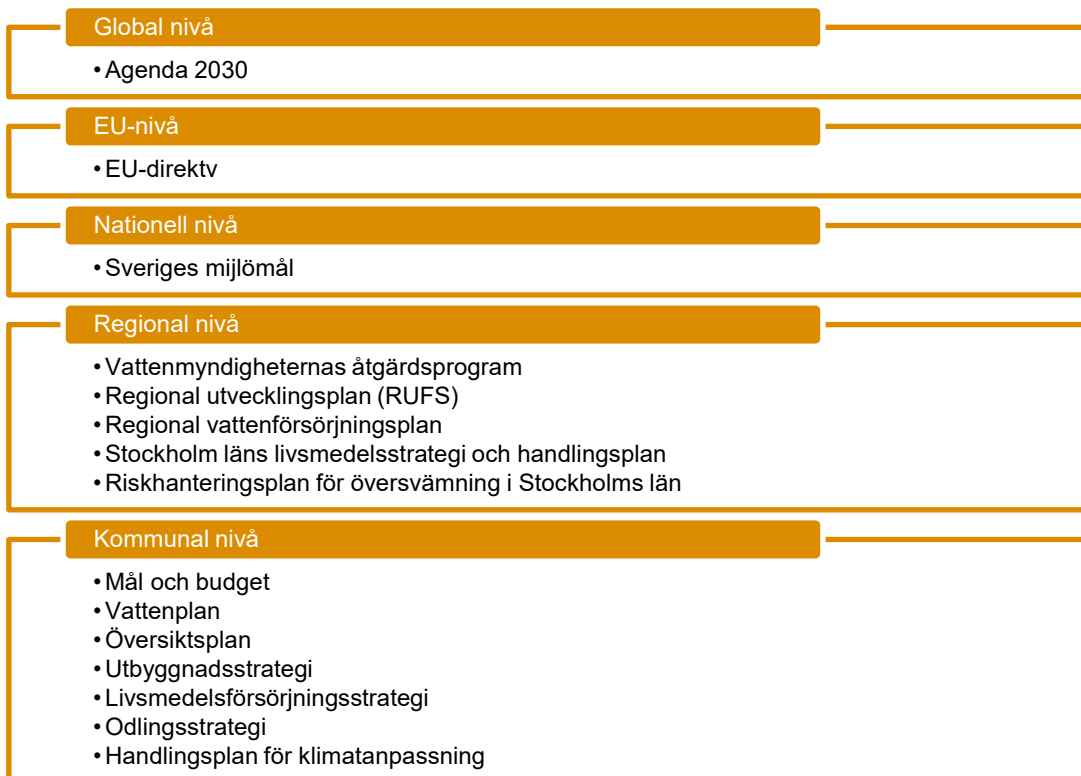 Global nivå
•Agenda 2030
EU-nivå
•EU-direktv
Nationell nivå
•Sveriges mijlömål
Regional nivå
•Vattenmyndigheternas åtgärdsprogram
•Regional utvecklingsplan (RUFS)
•Regional vattenförsörjningsplan
•Stockholm läns livsmedelsstrategi och handlingsplan
•Riskhanteringsplan för översvämning i Stockholms län
Kommunal nivå
•Mål och budget
•Vattenplan
•Översiktsplan
•Utbyggnadsstrategi
•Livsmedelsförsörjningsstrategi
•Odlingsstrategi
•Handlingsplan för klimatanpassning